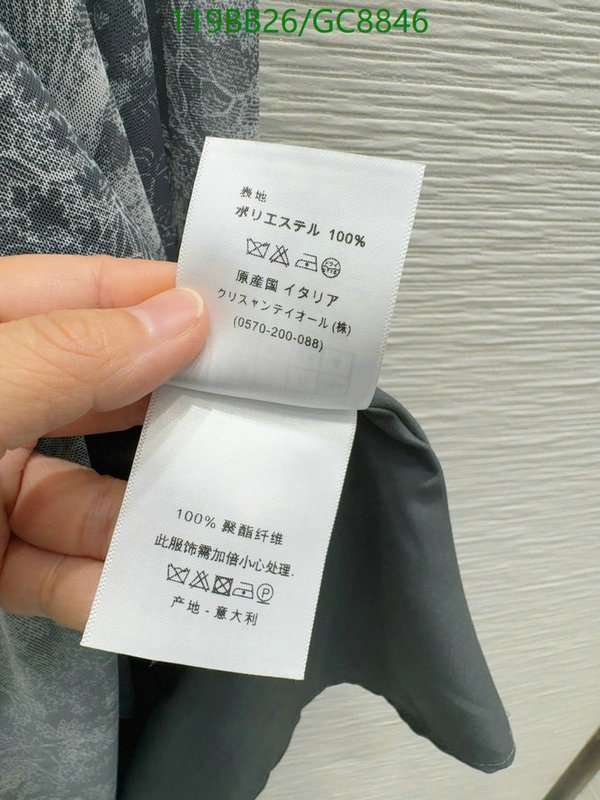 119BB26/GC8846
表地
ポリエステル 100%
原産国 イタリア
クリスャンティオール(株)
(0570-200-088)
100% 聚酯纤维
此服饰需加倍小心处理.
P
产地 - 意大利